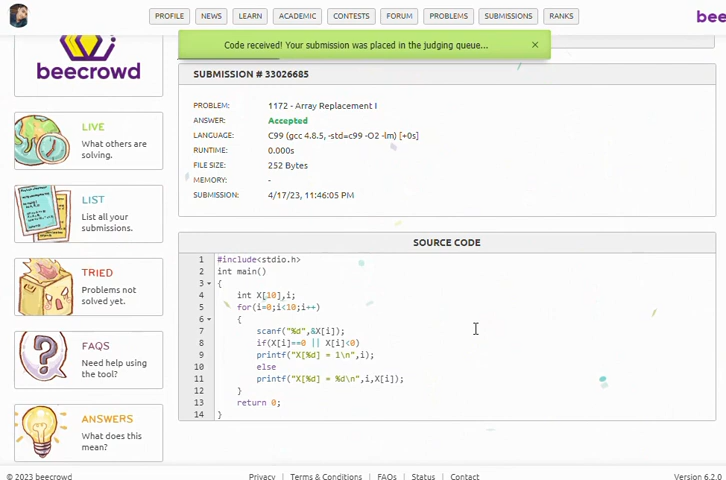 PROFILE NEWS LEARN ACADEMIC CONTESTS FORUM PROBLEMS SUBMISSIONS RANKS
bee
Code received! Your submission was placed in the judging queue... ×
beecrowd
LIVE
What others are
solving.
LIST
List all your
submissions.
TRIED
Problems not
solved yet.
FAQS
Need help using
the tool?
ANSWERS
What does this
mean?
SUBMISSION # 33026685
PROBLEM: 1172 - Array Replacement I
ANSWER: Accepted
LANGUAGE: C99 (gcc 4.8.5, -std=c99 -O2 -lm) [+0s]
RUNTIME: 0.000s
FILE SIZE: 252 Bytes
MEMORY: -
SUBMISSION: 4/17/23, 11:46:05 PM
SOURCE CODE
1 #include<stdio.h>
2 int main()
3 {
4 int X[10],i;
5 for(i=0;i<10;i++)
6 {
7 scanf("%d",&X[i]);
8 if(X[i]==0 || X[i]<0)
9 printf("X[%d] = 1\n",i);
10 else
11 printf("X[%d] = %d\n",i,X[i]);
12 }
13 return 0;
14 }
© 2023 beecrowd Privacy | Terms & Conditions | FAQs | Status | Contact Version 6.2.0